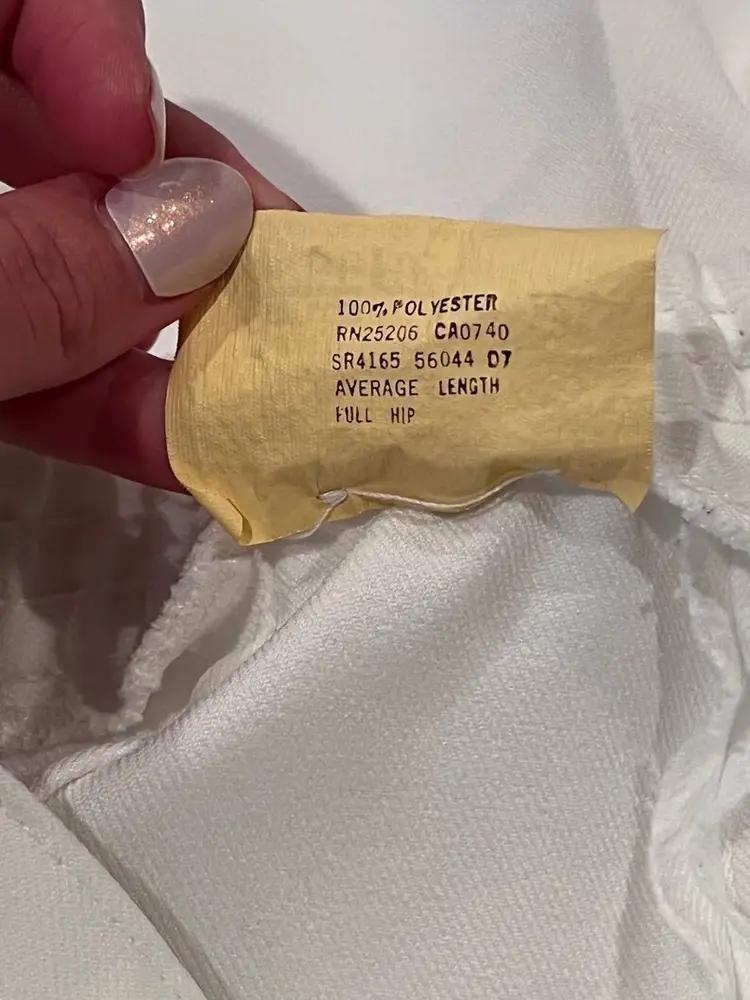 100% POLYESTER
RN25206 CA0740
SR4165 56044 07
AVERAGE LENGTH
FULL HIP